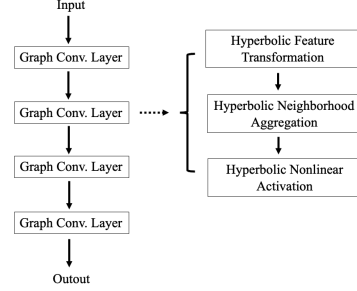 Input
Graph Conv. Layer
Graph Conv. Layer
Graph Conv. Layer
Graph Conv. Layer
Outout
Hyperbolic Feature
Transformation
Hyperbolic Neighborhood
Aggregation
Hyperbolic Nonlinear
Activation